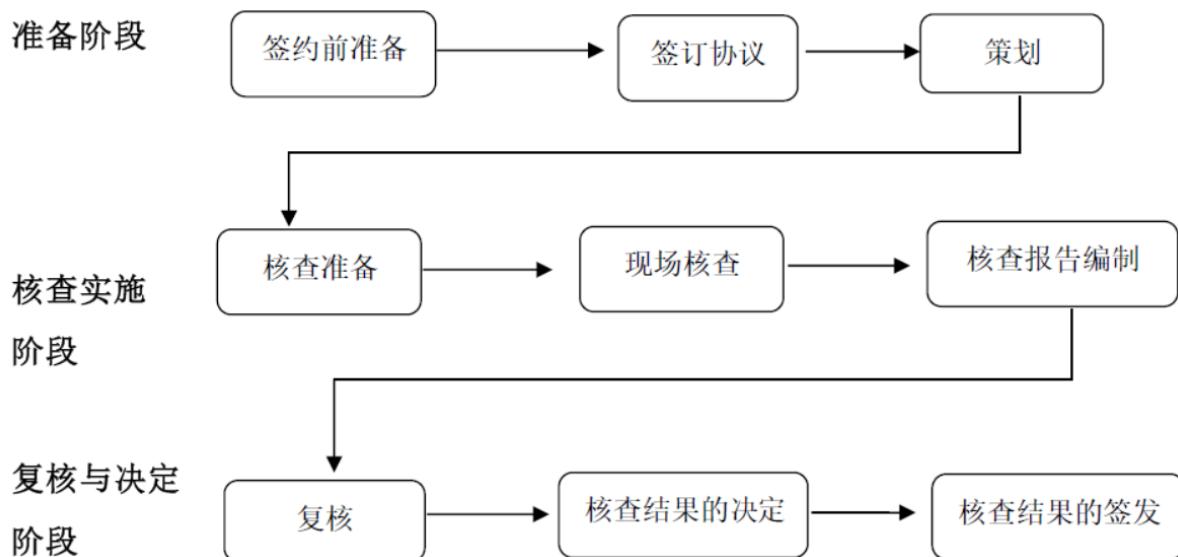 准备阶段
签约前准备
签订协议
策划
核查实施
阶段
核查准备
现场核查
核查报告编制
复核与决定
阶段
复核
核查结果的决定
核查结果的签发